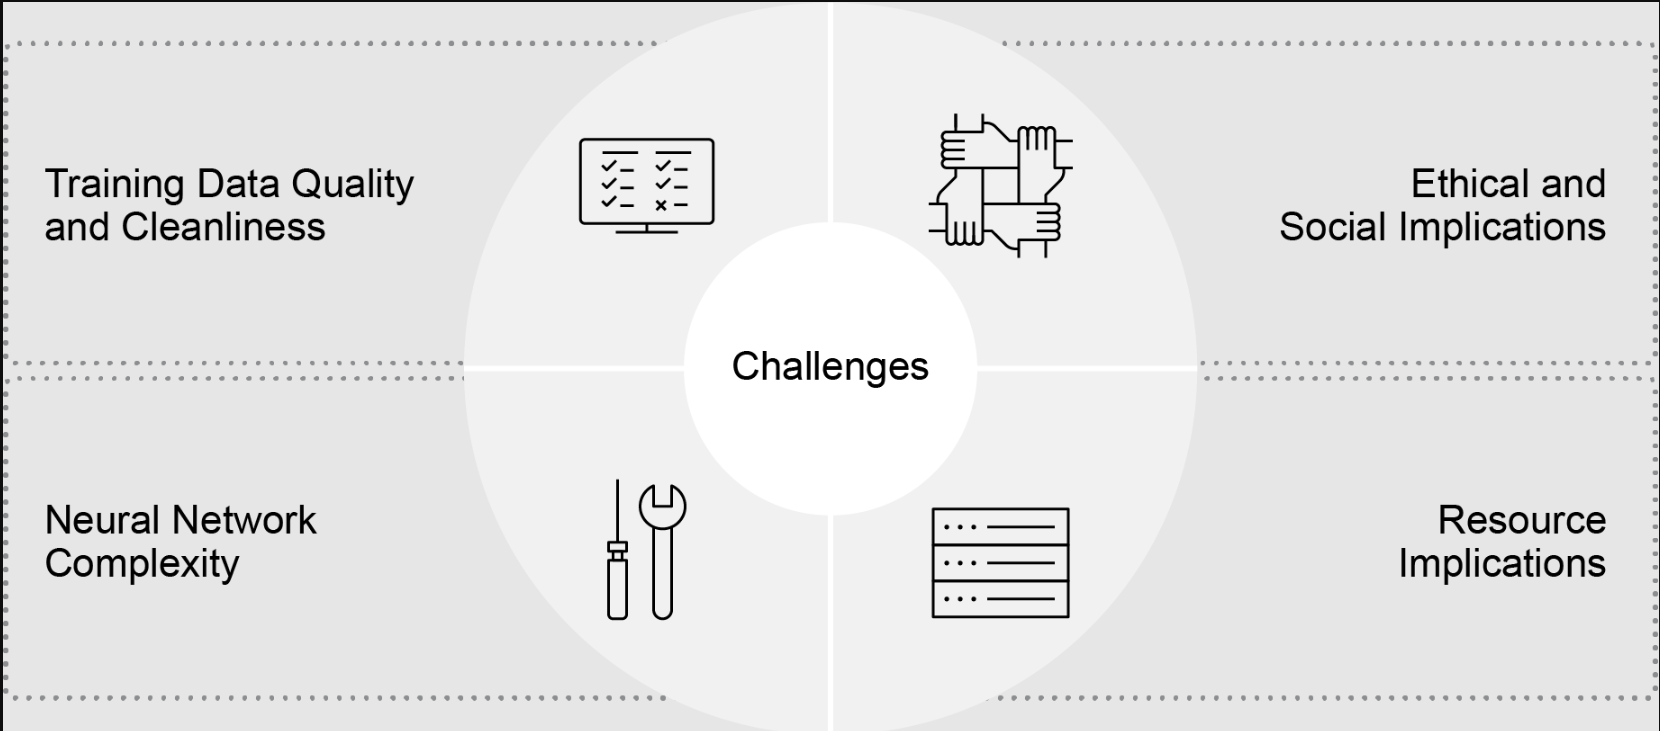 Training Data Quality
and Cleanliness
Ethical and
Social Implications
Challenges
Neural Network
Complexity
Resource
Implications